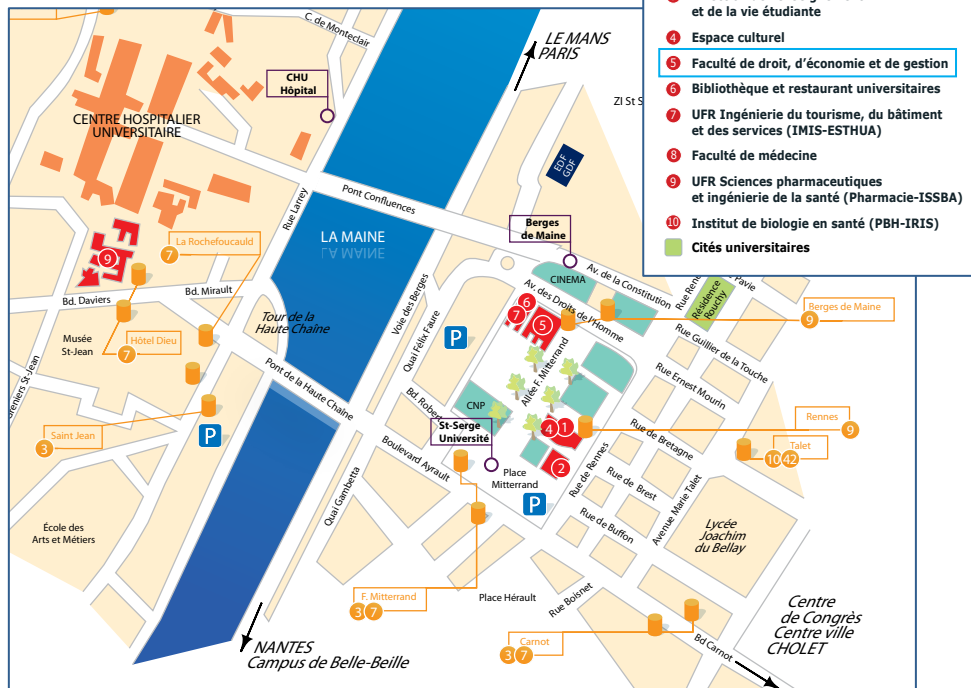 et de la vie étudiante
4 Espace culturel
5 Faculté de droit, d'économie et de gestion
6 Bibliothèque et restaurant universitaires
7 UFR Ingénierie du tourisme, du bâtiment
et des services (IMIS-ESTHUA)
8 Faculté de médecine
9 UFR Sciences pharmaceutiques
et ingénierie de la santé (Pharmacie-ISSBA)
10 Institut de biologie en santé (PBH-IRIS)
Cités universitaires
C. de Monteclair
LE MANS
PARIS
CHU
Hôpital
ZI St S
CENTRE HOSPITALIER
UNIVERSITAIRE
EDF
GDF
Pont Confluences
Rue Larrey
La Rochefoucauld
7
LA MAINE
Berges
de Maine
9
CINEMA
Av. de la Constitution
Rue Rene
Pavie
Résidence
Rouchy
Bd. Daviers
Bd. Mirault
Voie des Berges
Quai Félix Faure
Av. des Droits de l'Homme
Berges de Maine
9
6
7
5
P
Tour de la
Haute Chaîne
Musée
St-Jean
Hôtel Dieu
7
Rue Guillier de la Touche
Allée F. Mitterrand
Rue Ernest Mourin
Pont de la Haute Chaîne
reniers St-Jean
Bd. Robert
CNP
St-Serge
Université
4
1
Rennes
9
Saint Jean
3
P
Rue de Bretagne
Talet
10 42
Boulevard Ayrault
2
Place
Mitterrand
Rue de Rennes
Rue de Brest
P
Quai Gambetta
Rue de Buffon
Avenue Marie Talet
Lycée
Joachim
du Bellay
École des
Arts et Métiers
F. Mitterrand
3 7
Place Hérault
Rue Boisnet
Carnot
3 7
Bd Carnot
Centre
de Congrès
Centre ville
CHOLET
NANTES
Campus de Belle-Beille